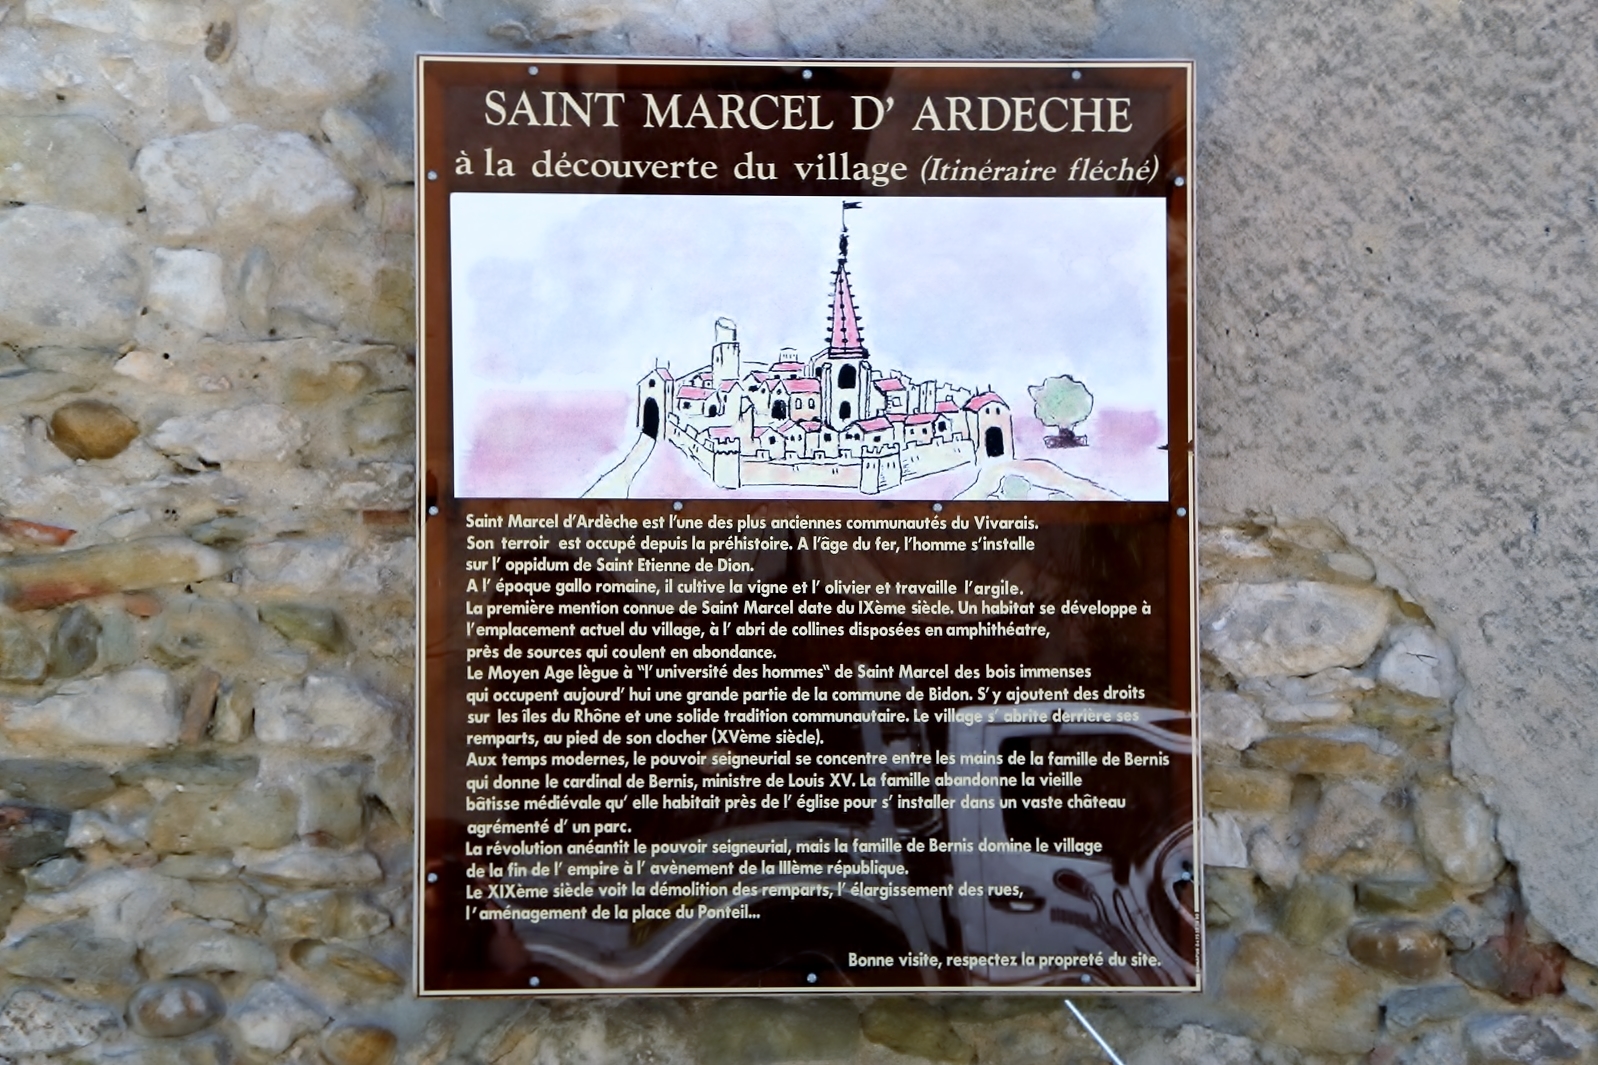 SAINT MARCEL D' ARDECHE
à la découverte du village (Itinéraire fléché)
Saint Marcel d'Ardèche est l'une des plus anciennes communautés du Vivarais.
Son terroir est occupé depuis la préhistoire. A l'âge du fer, l'homme s'installe
sur l' oppidum de Saint Etienne de Dion.
A l' époque gallo romaine, il cultive la vigne et l' olivier et travaille l'argile.
La première mention connue de Saint Marcel date du IXème siècle. Un habitat se développe à
l'emplacement actuel du village, à l' abri de collines disposées en amphithéatre,
près de sources qui coulent en abondance.
Le Moyen Age lègue à "l'université des hommes" de Saint Marcel des bois immenses
qui occupent aujourd' hui une grande partie de la commune de Bidon. S'y ajoutent des droits
sur les îles du Rhône et une solide tradition communautaire. Le village s' abrite derrière ses
remparts, au pied de son clocher (XVème siècle).
Aux temps modernes, le pouvoir seigneurial se concentre entre les mains de la famille de Bernis
qui donne le cardinal de Bernis, ministre de Louis XV. La famille abandonne la vieille
bâtisse médiévale qu' elle habitait près de l' église pour s' installer dans un vaste château
agrémenté d' un parc.
La révolution anéantit le pouvoir seigneurial, mais la famille de Bernis domine le village
de la fin de l' empire à l' avènement de la IIIème république.
Le XIXème siècle voit la démolition des remparts, l' élargissement des rues,
l'aménagement de la place du Ponteil...
Bonne visite, respectez la propreté du site.